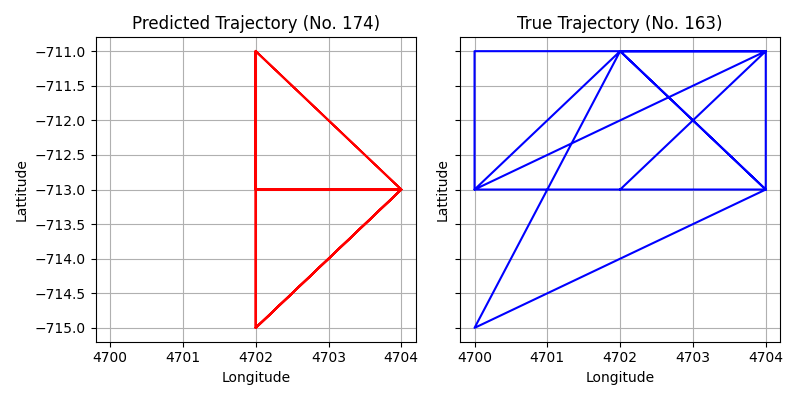 Predicted Trajectory (No. 174)
True Trajectory (No. 163)
Lattitude
−711.0
−711.5
−712.0
−712.5
−713.0
−713.5
−714.0
−714.5
−715.0
4700 4701 4702 4703 4704
Longitude
Lattitude
4700 4701 4702 4703 4704
Longitude